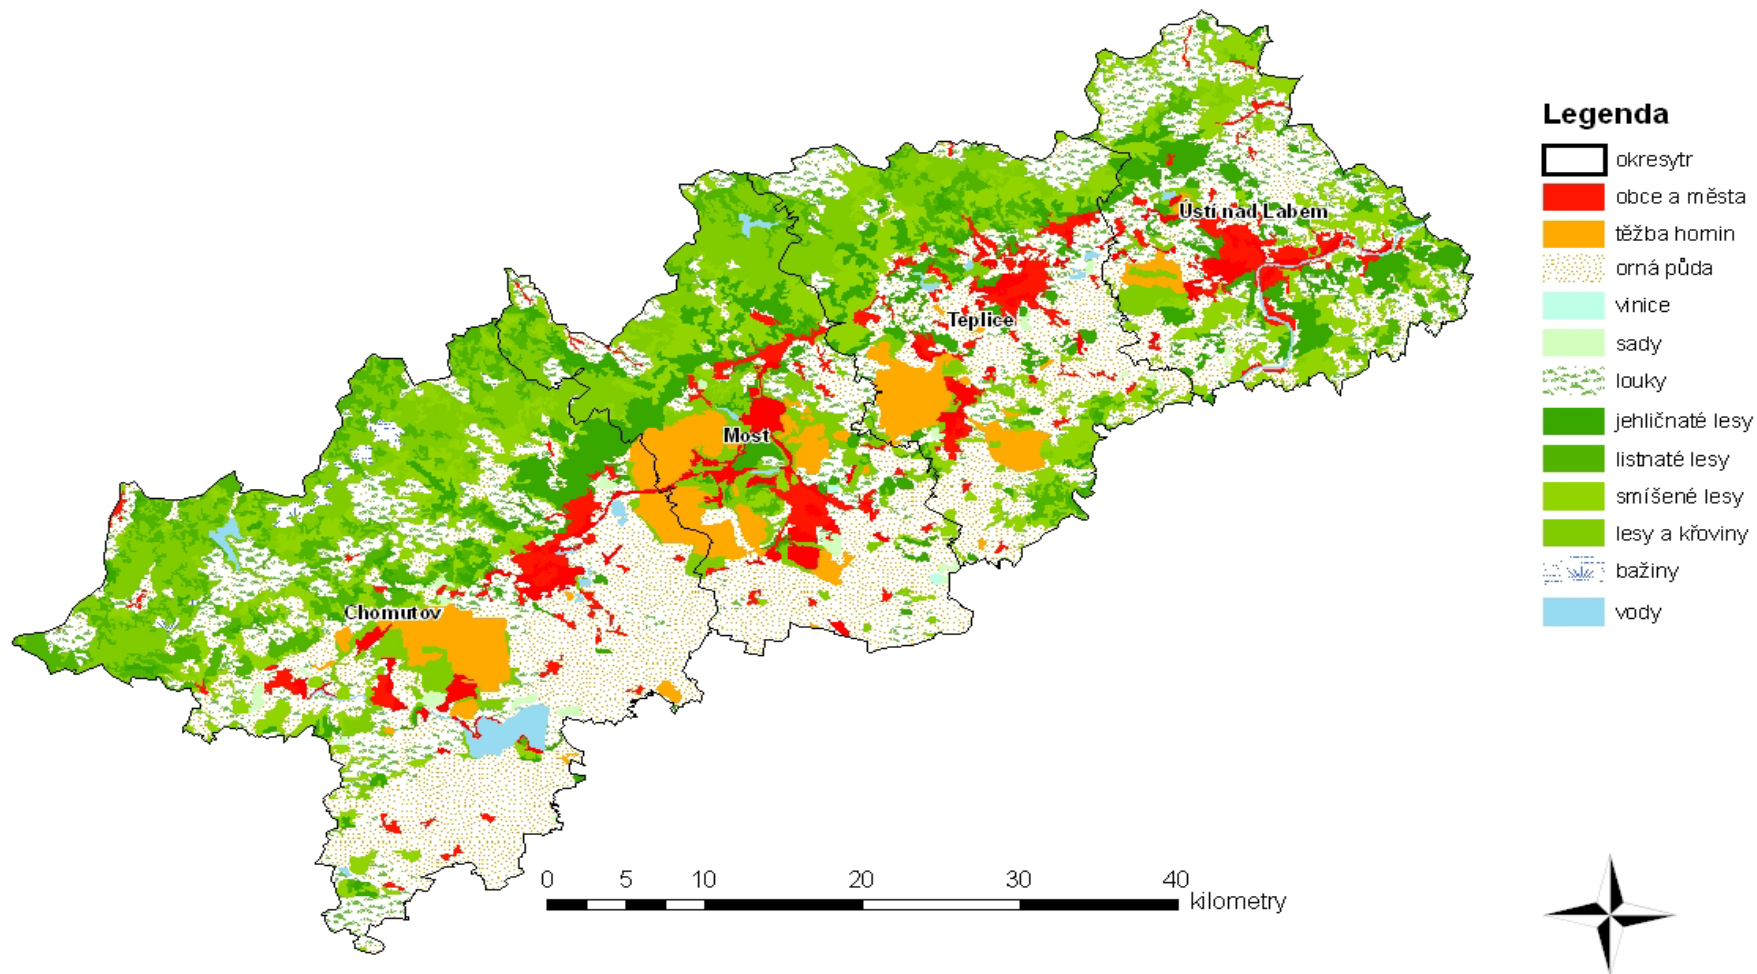 Legenda
okresytr
obce a města
těžba hornin
orná půda
vinice
sady
louky
jehličnaté lesy
listnaté lesy
smíšené lesy
lesy a křoviny
bažiny
vody
Ústí nad Labem
Teplice
Most
Chomutov
0 5 10 20 30 40
kilometry